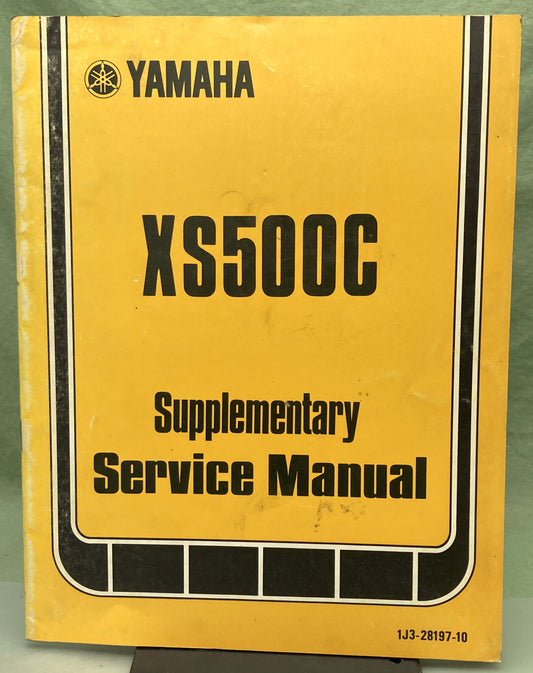 YAMAHA
XS500C
Supplementary
Service Manual
1J3-28197-10